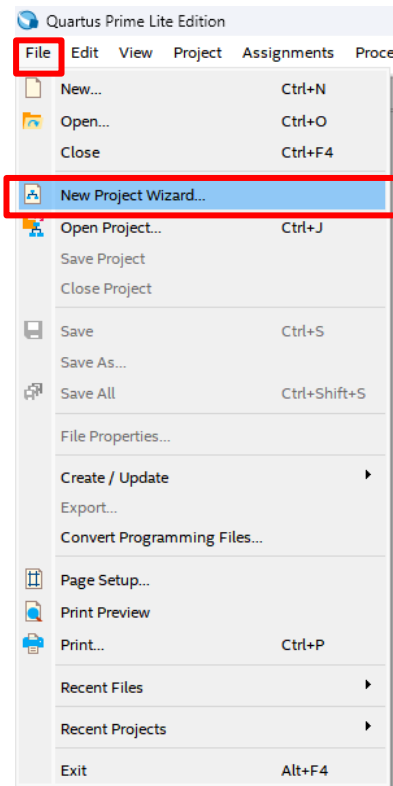 Quartus Prime Lite Edition
File Edit View Project Assignments Proce
New... Ctrl+N
Open... Ctrl+O
Close Ctrl+F4
New Project Wizard...
Open Project... Ctrl+J
Save Project
Close Project
Save Ctrl+S
Save As...
Save All Ctrl+Shift+S
File Properties...
Create / Update
Export...
Convert Programming Files...
Page Setup...
Print Preview
Print... Ctrl+P
Recent Files
Recent Projects
Exit Alt+F4